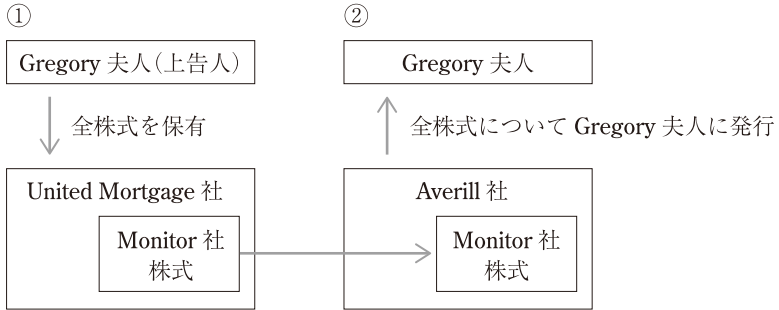 ①
②
Gregory 夫人（上告人）
Gregory 夫人
全株式を保有
全株式について Gregory 夫人に発行
United Mortgage 社
Averill 社
Monitor 社
株式
Monitor 社
株式